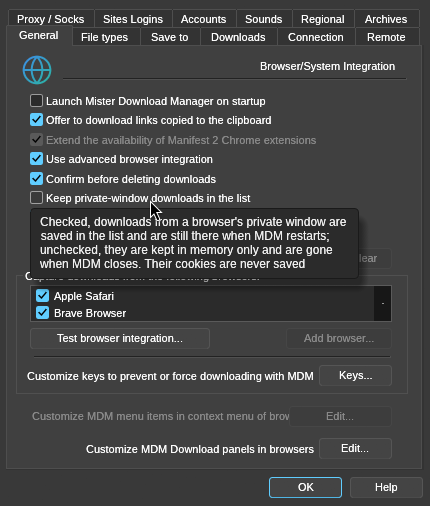 Proxy / Socks
Sites Logins
Accounts
Sounds
Regional
Archives
General
File types
Save to
Downloads
Connection
Remote
Browser/System Integration
Launch Mister Download Manager on startup
Offer to download links copied to the clipboard
Extend the availability of Manifest 2 Chrome extensions
Use advanced browser integration
Confirm before deleting downloads
Keep private-window downloads in the list
Checked, downloads from a browser's private window are
saved in the list and are still there when MDM restarts;
unchecked, they are kept in memory only and are gone
when MDM closes. Their cookies are never saved
Apple Safari
Brave Browser
Test browser integration...
Add browser...
Customize keys to prevent or force downloading with MDM
Keys...
Customize MDM menu items in context menu of brow
Edit...
Customize MDM Download panels in browsers
Edit...
OK
Help